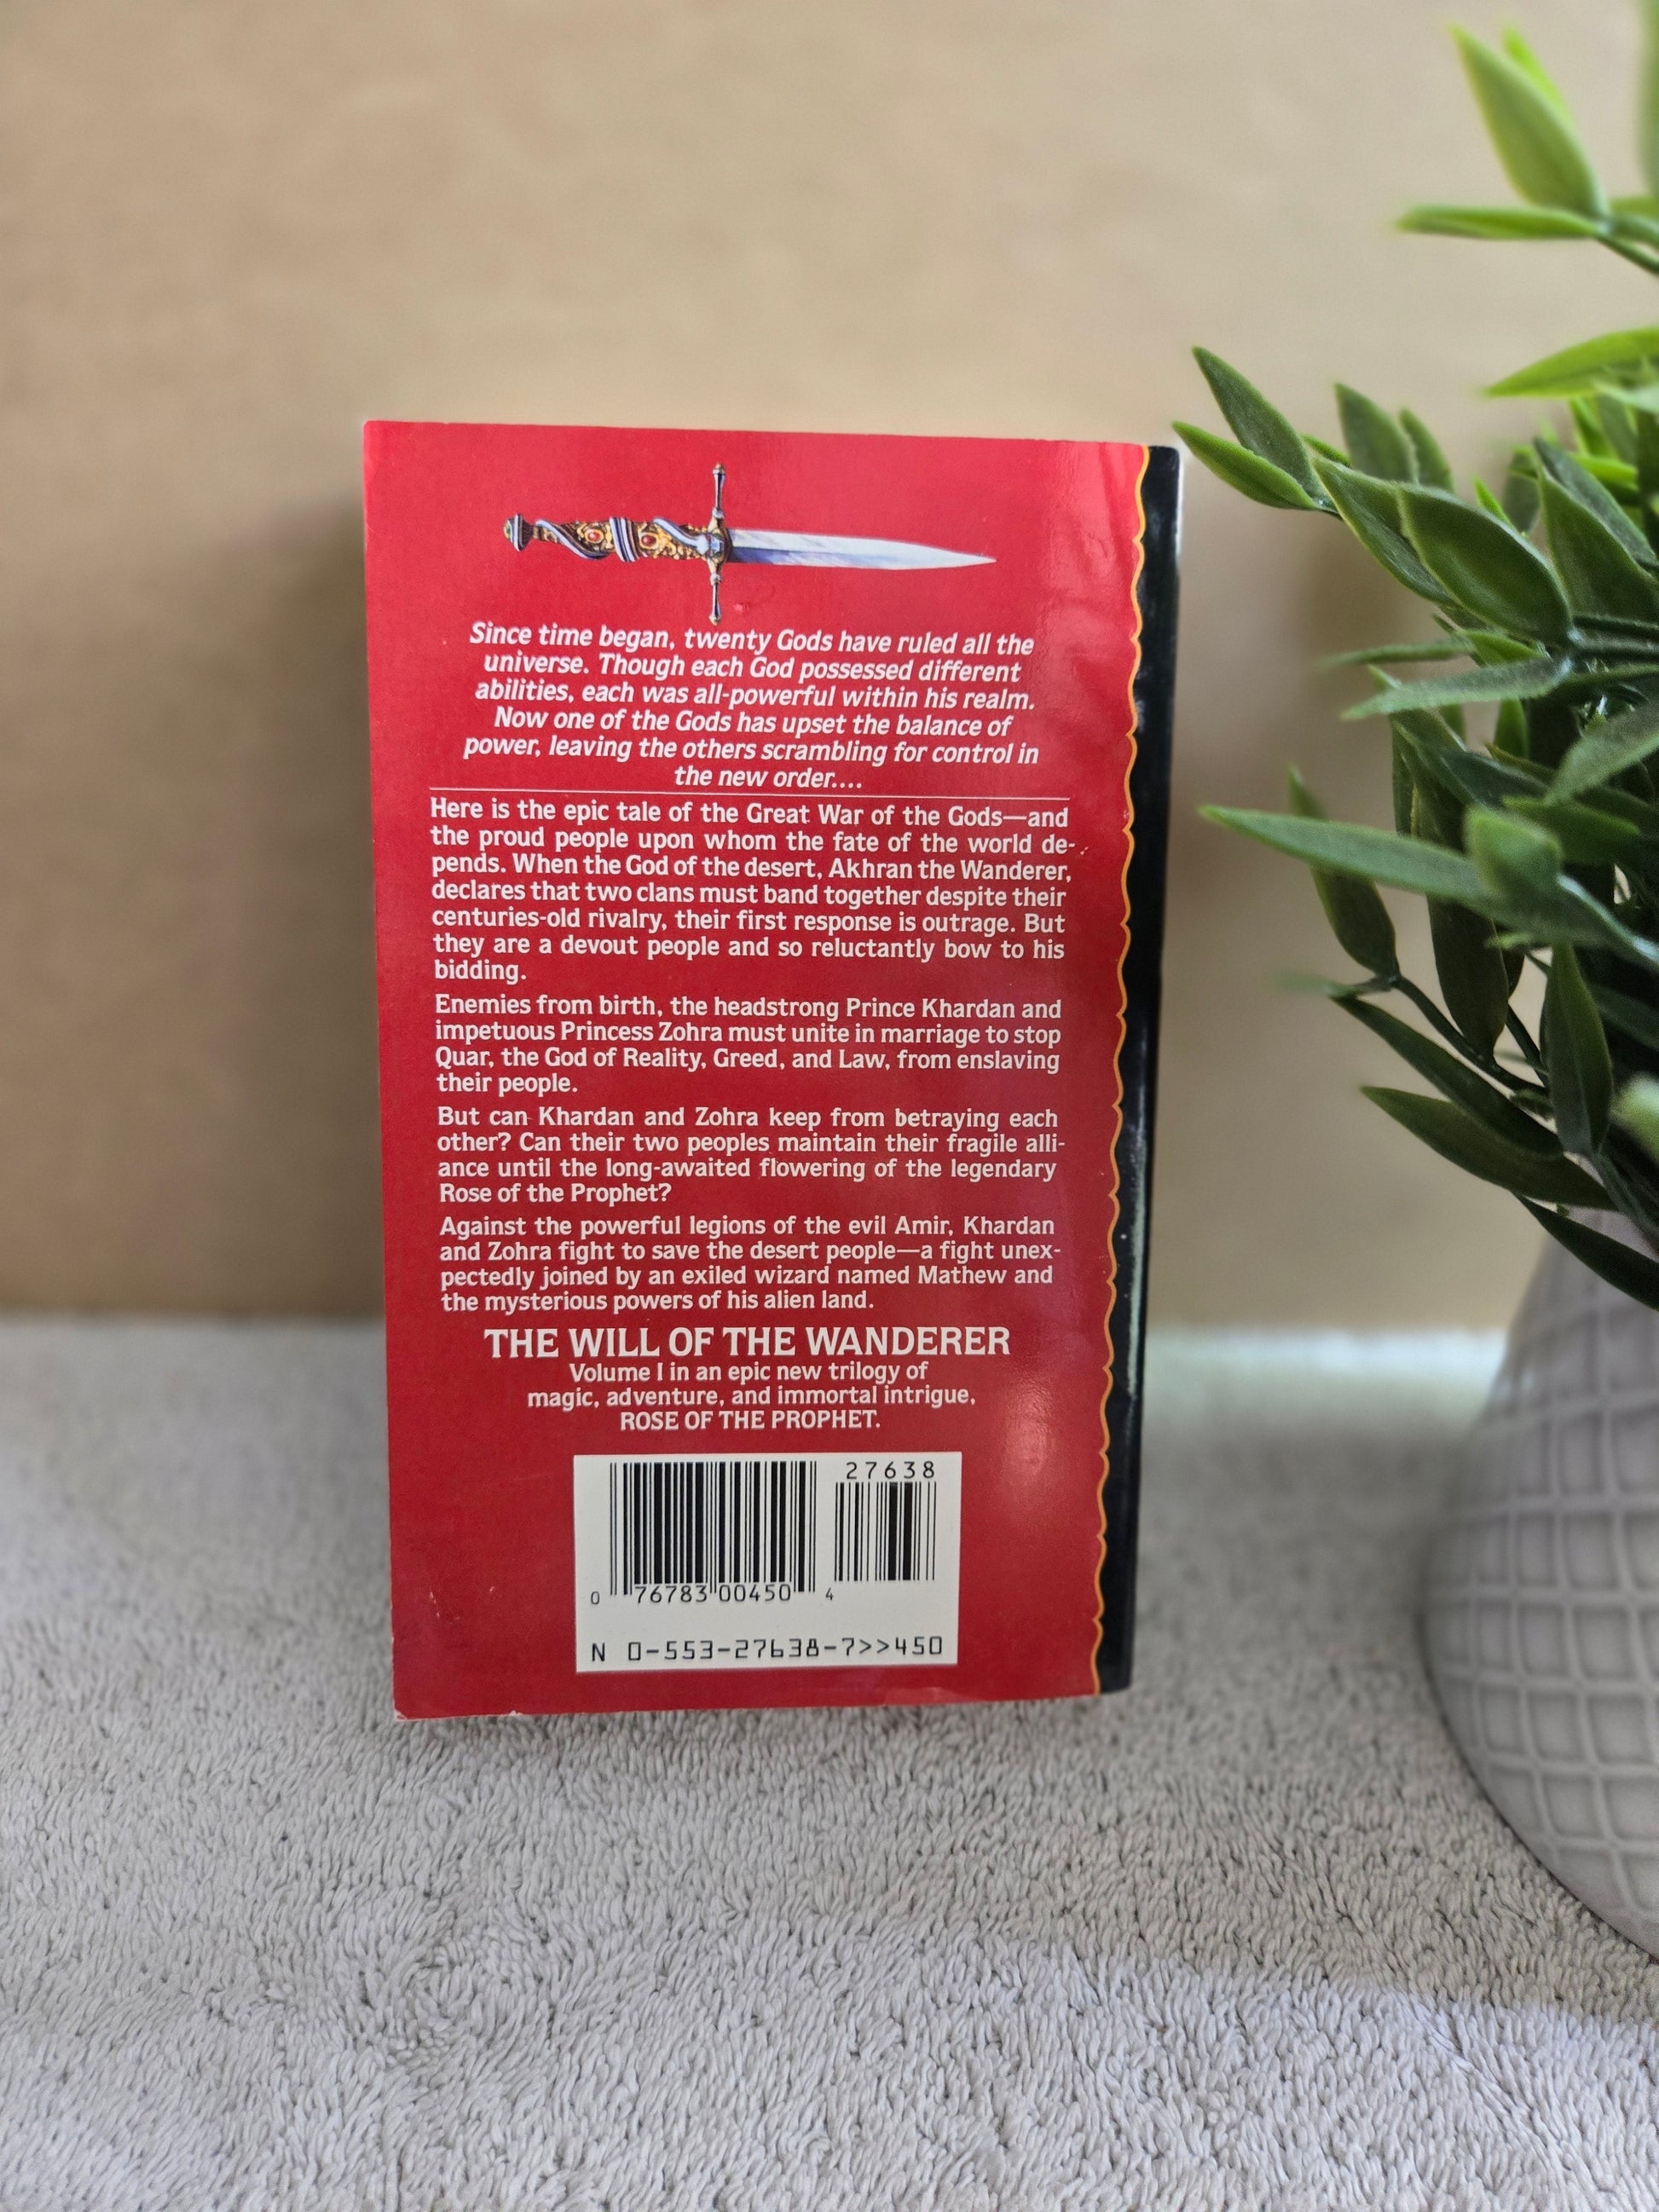 Since time began, twenty Gods have ruled all the
universe. Though each God possessed different
abilities, each was all-powerful within his realm.
Now one of the Gods has upset the balance of
power, leaving the others scrambling for control in
the new order....
Here is the epic tale of the Great War of the Gods—and
the proud people upon whom the fate of the world de-
pends. When the God of the desert, Akhran the Wanderer,
declares that two clans must band together despite their
centuries-old rivalry, their first response is outrage. But
they are a devout people and so reluctantly bow to his
bidding.
Enemies from birth, the headstrong Prince Khardan and
impetuous Princess Zohra must unite in marriage to stop
Quar, the God of Reality, Greed, and Law, from enslaving
their people.
But can Khardan and Zohra keep from betraying each
other? Can their two peoples maintain their fragile alli-
ance until the long-awaited flowering of the legendary
Rose of the Prophet?
Against the powerful legions of the evil Amir, Khardan
and Zohra fight to save the desert people—a fight unex-
pectedly joined by an exiled wizard named Mathew and
the mysterious powers of his alien land.
THE WILL OF THE WANDERER
Volume I in an epic new trilogy of
magic, adventure, and immortal intrigue,
ROSE OF THE PROPHET.
27638
0 76783 00450 4
N 0-553-27638-7>>450